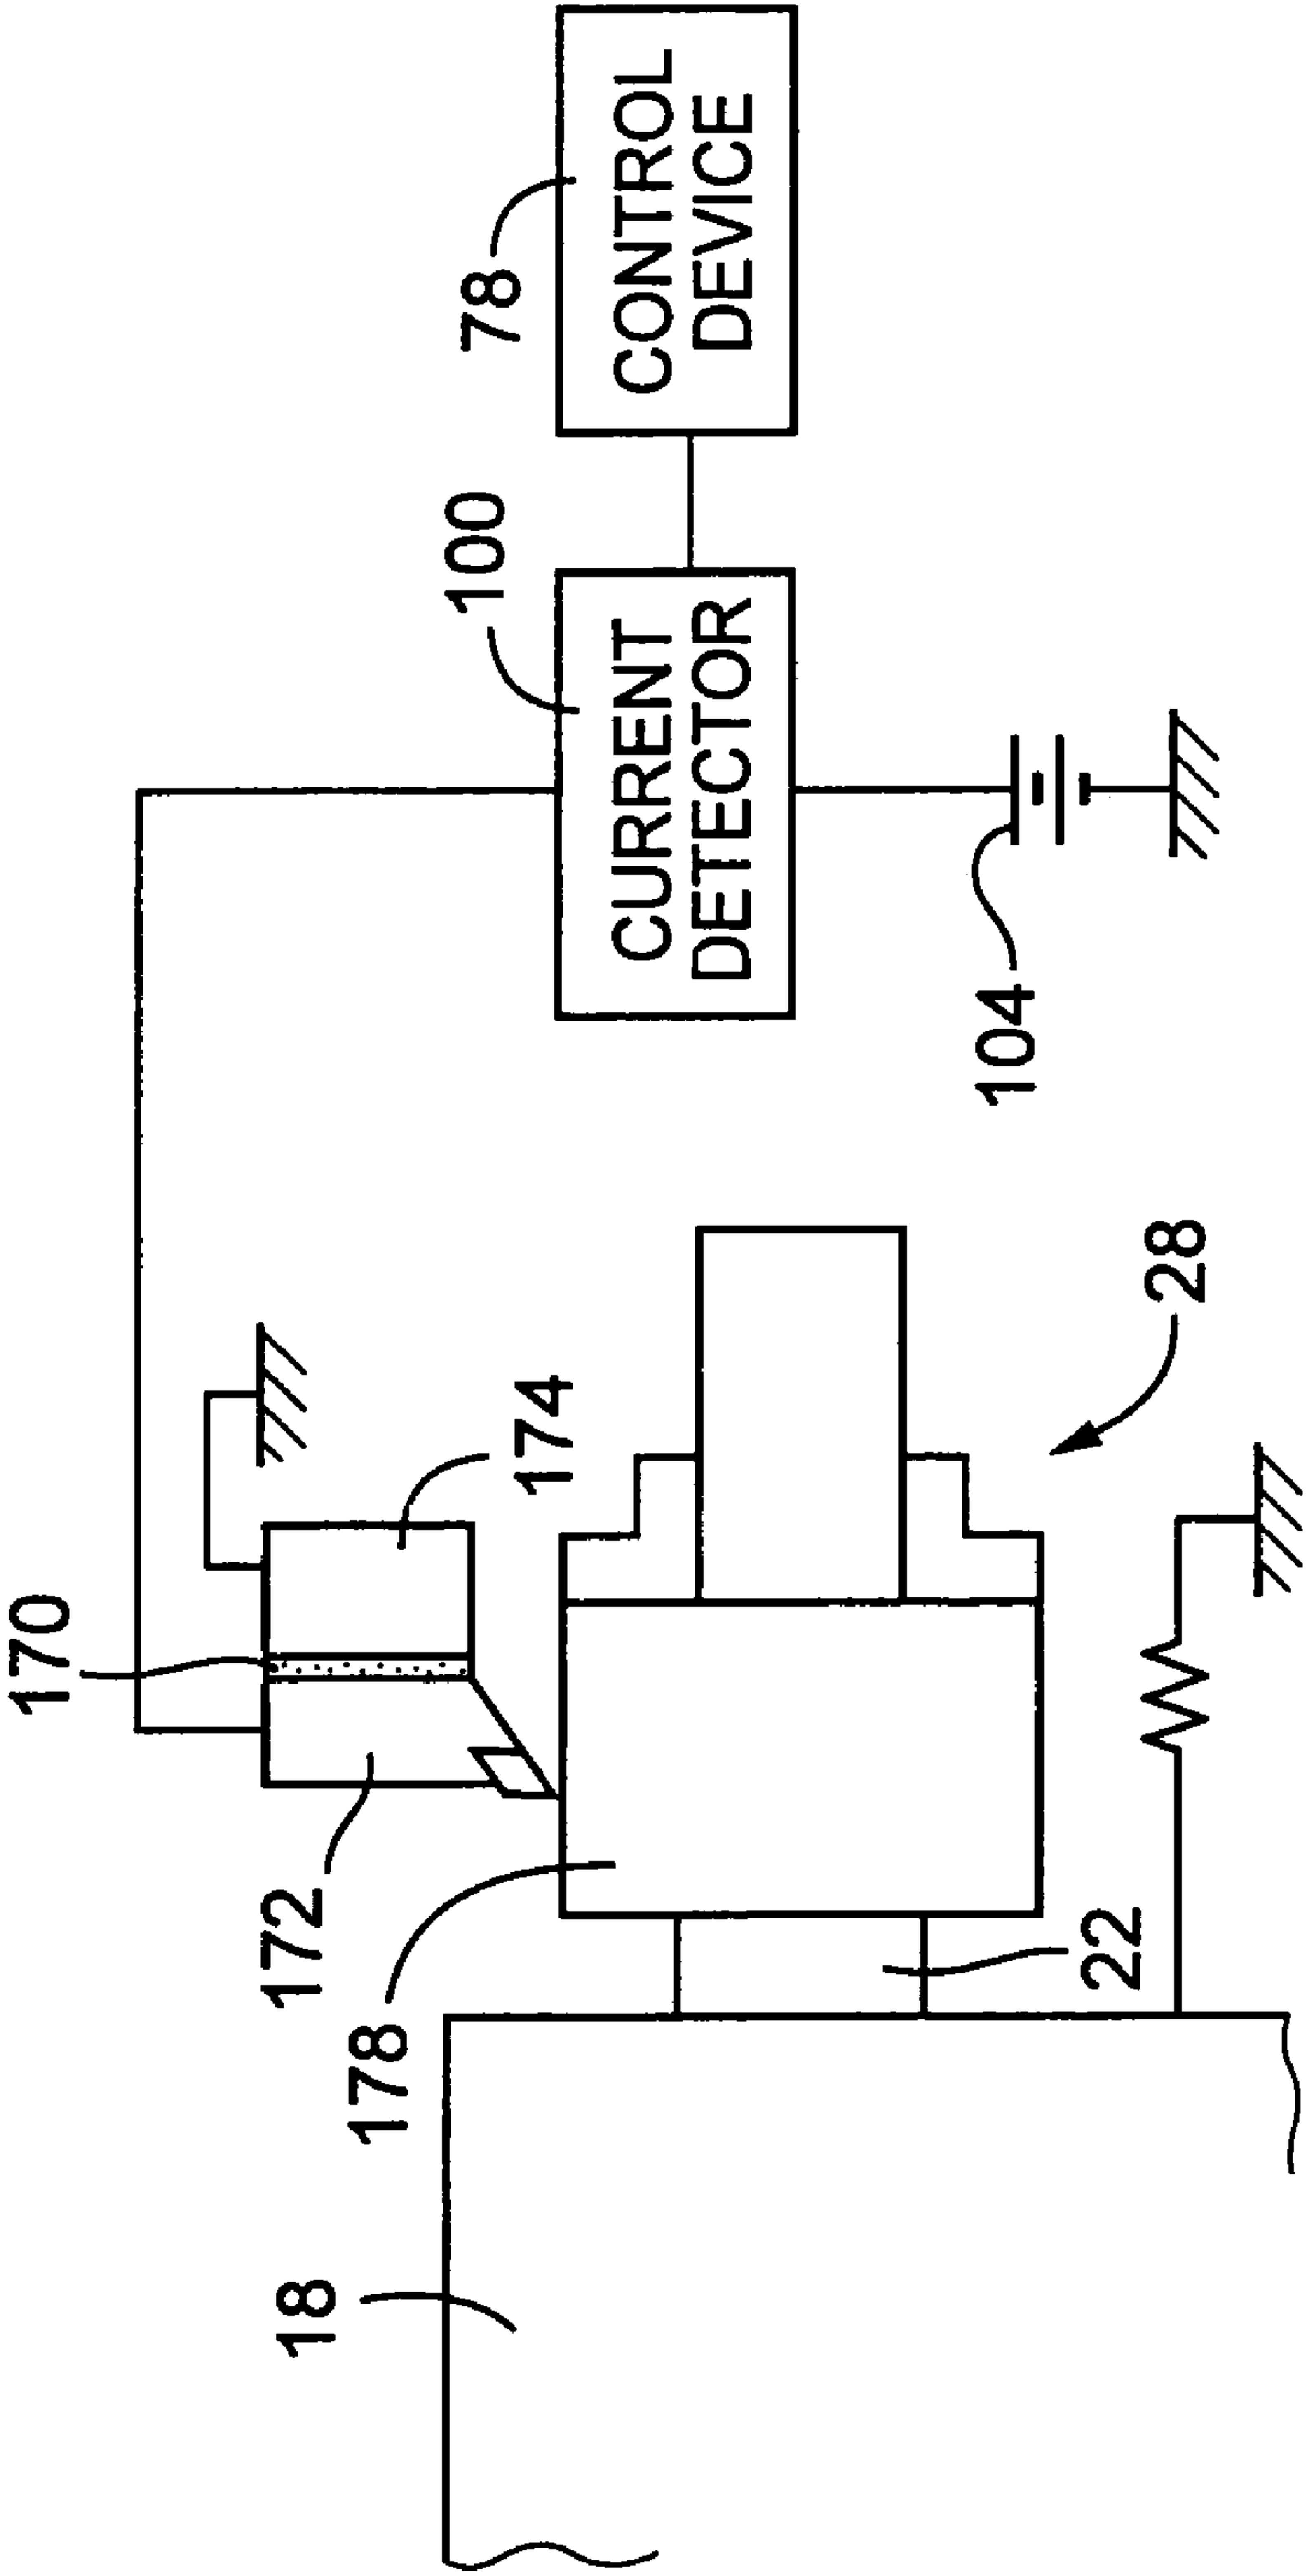 170
172
178
18
174
28
22
100
CURRENT
DETECTOR
104
78
CONTROL
DEVICE